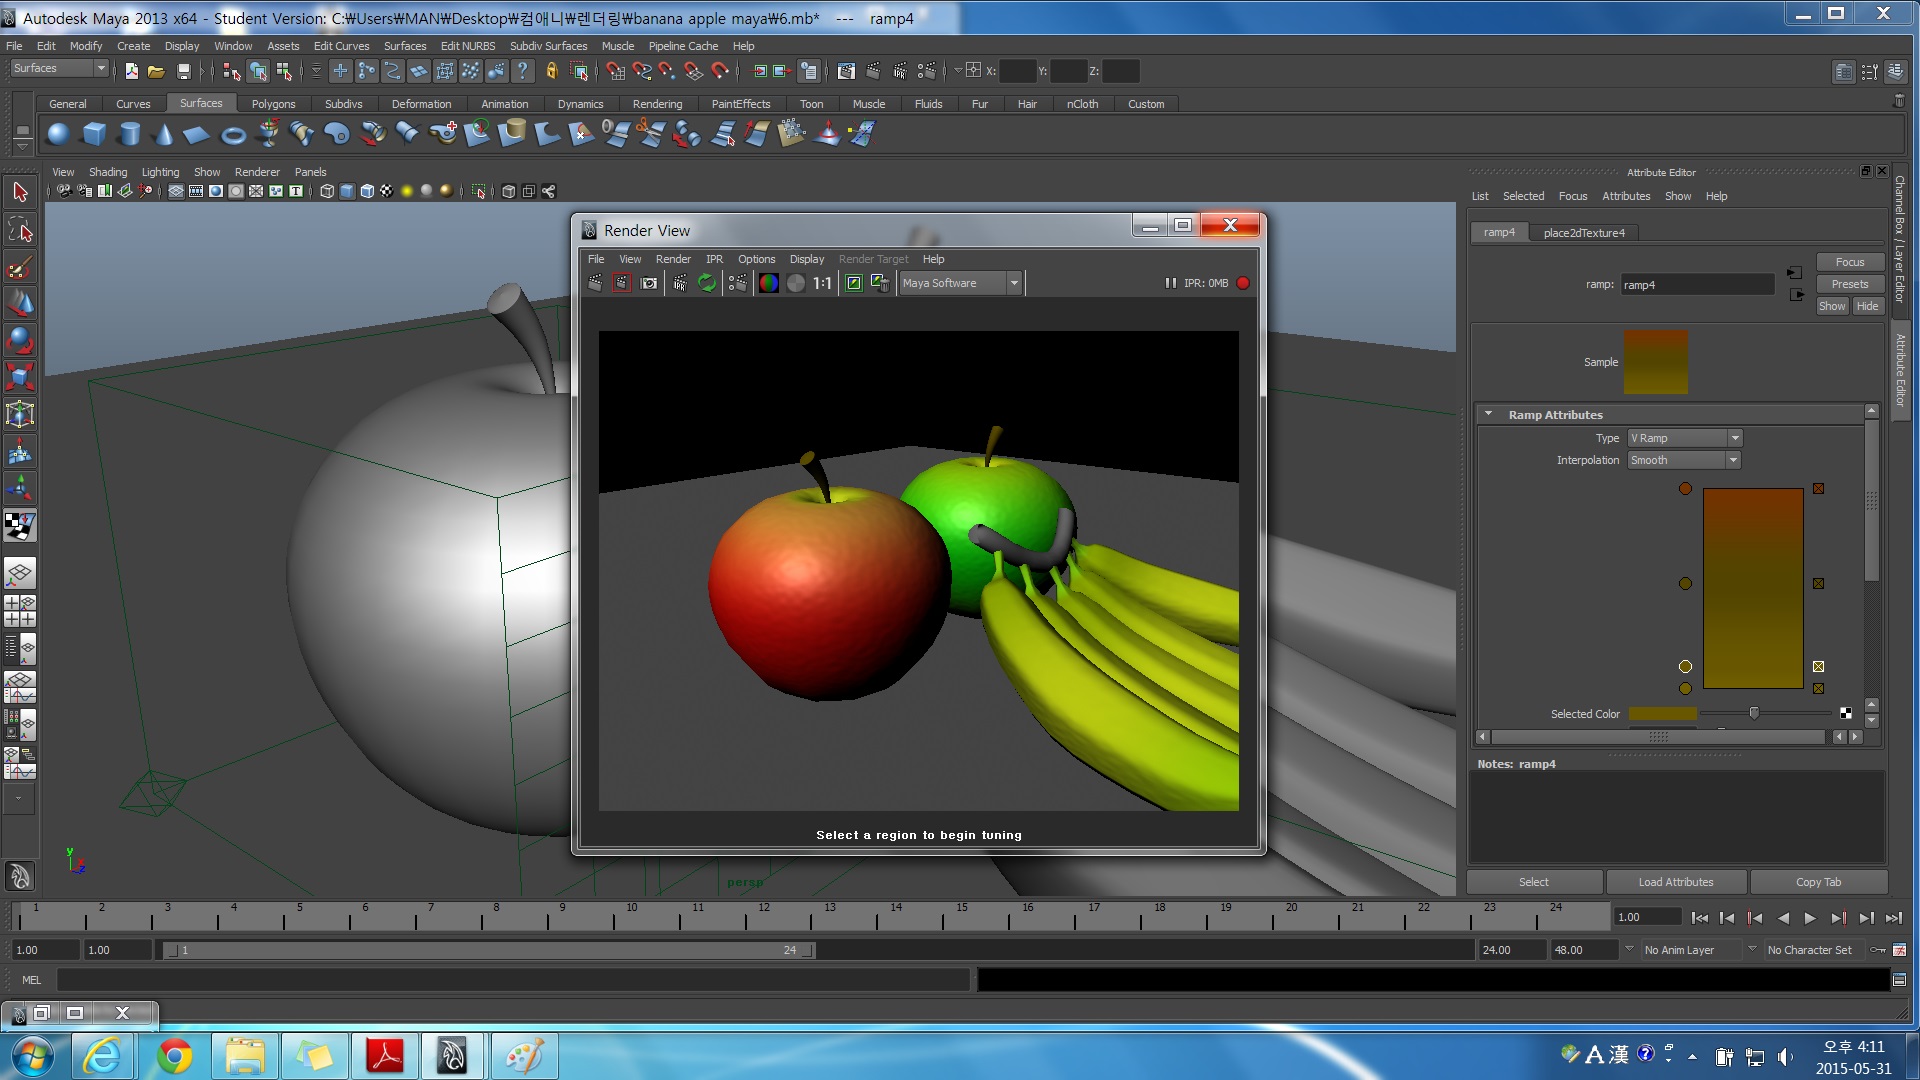 Autodesk Maya 2013 x64 - Student Version: C:￦Users￦MAN￦Desktop￦컴애니￦렌더링￦banana apple maya￦6.mb* --- ramp4
File Edit Modify Create Display Window Assets Edit Curves Surfaces Edit NURBS Subdiv Surfaces Muscle Pipeline Cache Help
Surfaces X: Y: Z:
General Curves Surfaces Polygons Subdivs Deformation Animation Dynamics Rendering PaintEffects Toon Muscle Fluids Fur Hair nCloth Custom
View Shading Lighting Show Renderer Panels
Attribute Editor
List Selected Focus Attributes Show Help
Channel Box / Layer Editor
Attribute Editor
ramp4 place2dTexture4
Focus
ramp: ramp4 Presets
Show Hide
Sample
Ramp Attributes
Type V Ramp
Interpolation Smooth
Selected Color
Notes: ramp4
Select Load Attributes Copy Tab
Render View
File View Render IPR Options Display Render Target Help
1:1 Maya Software IPR: 0MB
Select a region to begin tuning
persp
y
z
1 2 3 4 5 6 7 8 9 10 11 12 13 14 15 16 17 18 19 20 21 22 23 24 1.00
1.00 1.00 1 24 24.00 48.00 No Anim Layer No Character Set
MEL
A 漢
오후 4:11
2015-05-31